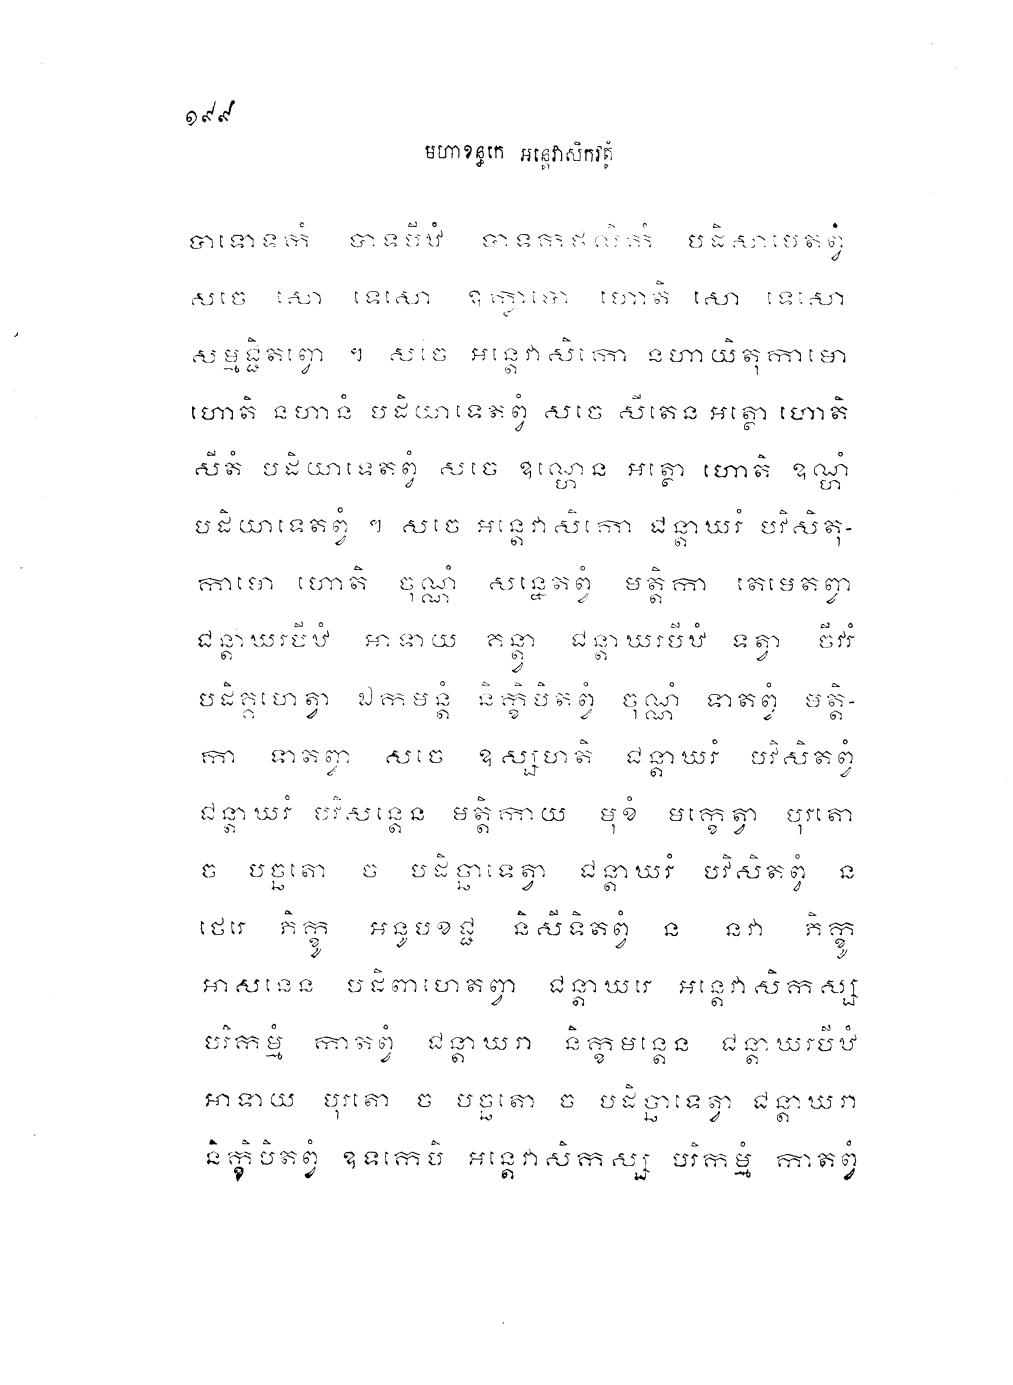 ១៩៩
មហាខន្ធកេ អន្តេវាសិកវត្តំ
បាទោទកំ បាទបីឋំ បាទកឋលិកំ បដិសាមេតព្វំ
សចេ សោ ទេសោ ឧក្លាបោ ហោតិ សោ ទេសោ
សម្មជ្ជិតព្វោ ។ សចេ អន្តេវាសិកោ នហាយិតុកាមោ
ហោតិ នហានំ បដិយាទេតព្វំ សចេ សីតេន អត្ថោ ហោតិ
សីតំ បដិយាទេតព្វំ សចេ ឧណ្ហេន អត្ថោ ហោតិ ឧណ្ហំ
បដិយាទេតព្វំ ។ សចេ អន្តេវាសិកោ ជន្តាឃរំ បវិសិតុ-
កាមោ ហោតិ ចុណ្ណំ សន្នេតព្វំ មត្តិកា តេមេតព្វា
ជន្តាឃរបីឋំ អាទាយ គន្ត្វា ជន្តាឃរបីឋំ ទត្វា ចីវរំ
បដិគ្គហេត្វា ឯកមន្តំ និក្ខិបិតព្វំ ចុណ្ណំ ទាតព្វំ មត្តិ-
កា ទាតព្វា សចេ ឧស្សហតិ ជន្តាឃរំ បវិសិតព្វំ
ជន្តាឃរំ បវិសន្តេន មត្តិកាយ មុខំ មក្ខេត្វា បុរតោ
ច បច្ឆតោ ច បដិច្ឆាទេត្វា ជន្តាឃរំ បវិសិតព្វំ ន
ថេរេ ភិក្ខូ អនូបខជ្ជ និសីទិតព្វំ ន នវា ភិក្ខូ
អាសនេន បដិពាហេតព្វា ជន្តាឃរេ អន្តេវាសិកស្ស
បរិកម្មំ កាតព្វំ ជន្តាឃរា និក្ខមន្តេន ជន្តាឃរបីឋំ
អាទាយ បុរតោ ច បច្ឆតោ ច បដិច្ឆាទេត្វា ជន្តាឃរា
និក្ខិបិតព្វំ ឧទកេបិ អន្តេវាសិកស្ស បរិកម្មំ កាតព្វំ